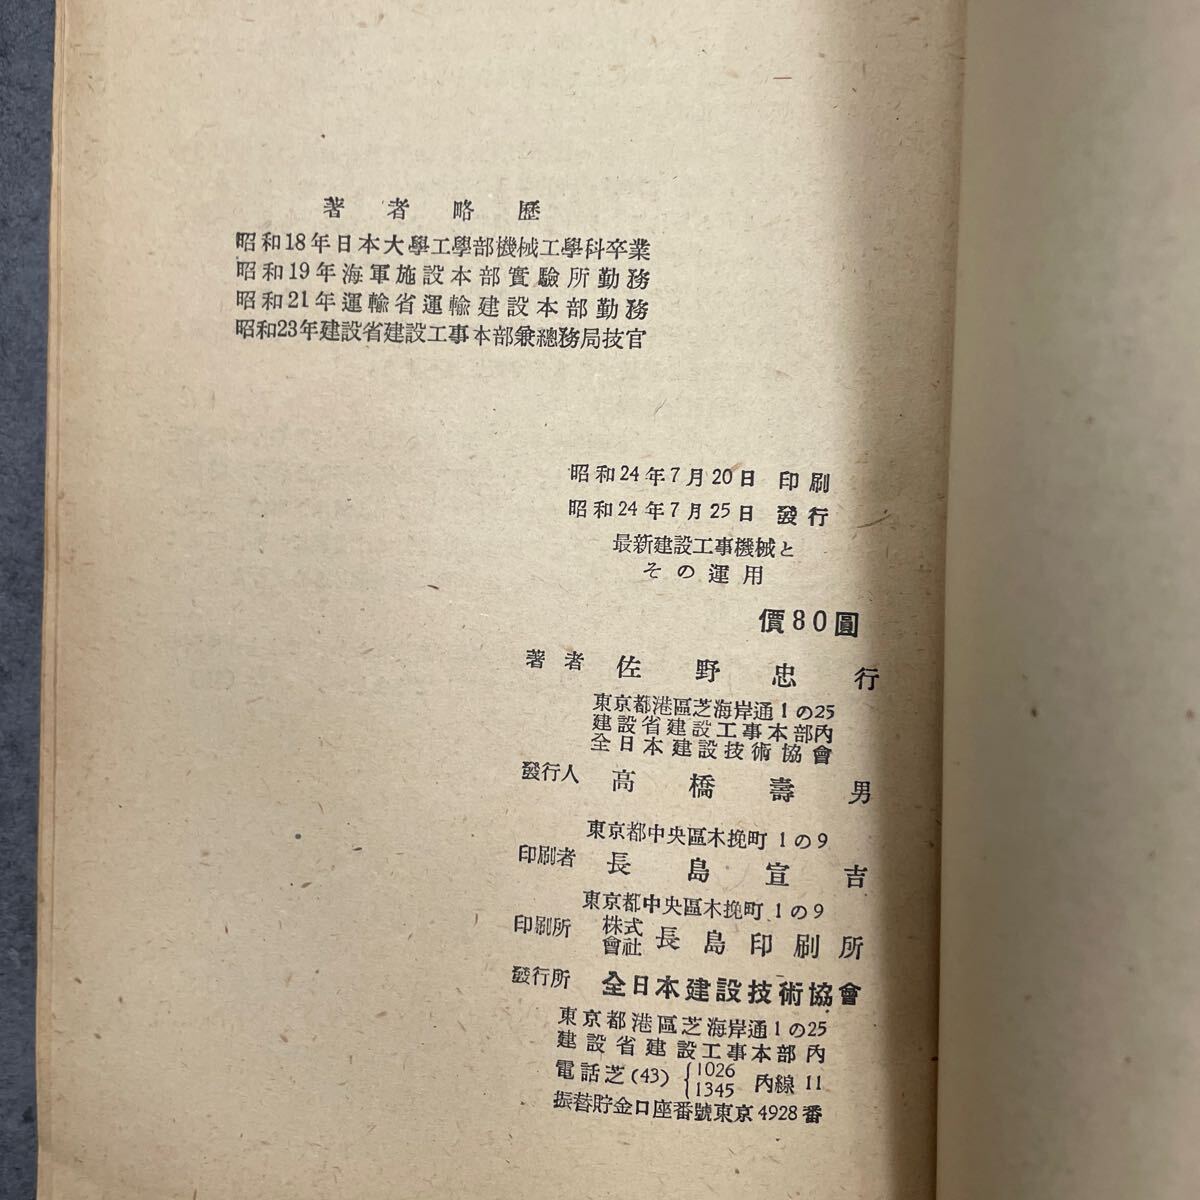 著者略歴
昭和18年日本大學工學部機械工學科卒業
昭和19年海軍施設本部實驗所勤務
昭和21年運輸省運輸建設本部勤務
昭和23年建設省建設工事本部兼總務局技官
昭和24年7月20日 印刷
昭和24年7月25日 發行
最新建設工事機械と
その運用
價80圓
著者 佐野忠行
東京都港區芝海岸通1の25
建設省建設工事本部内
全日本建設技術協會
發行人 高橋壽男
東京都中央區木挽町1の9
印刷者 長島宣吉
東京都中央區木挽町1の9
印刷所 株式會社 長島印刷所
發行所 全日本建設技術協會
東京都港區芝海岸通1の25
建設省建設工事本部内
電話芝(43) {1026 1345 内線11
振替貯金口座番號東京4928番